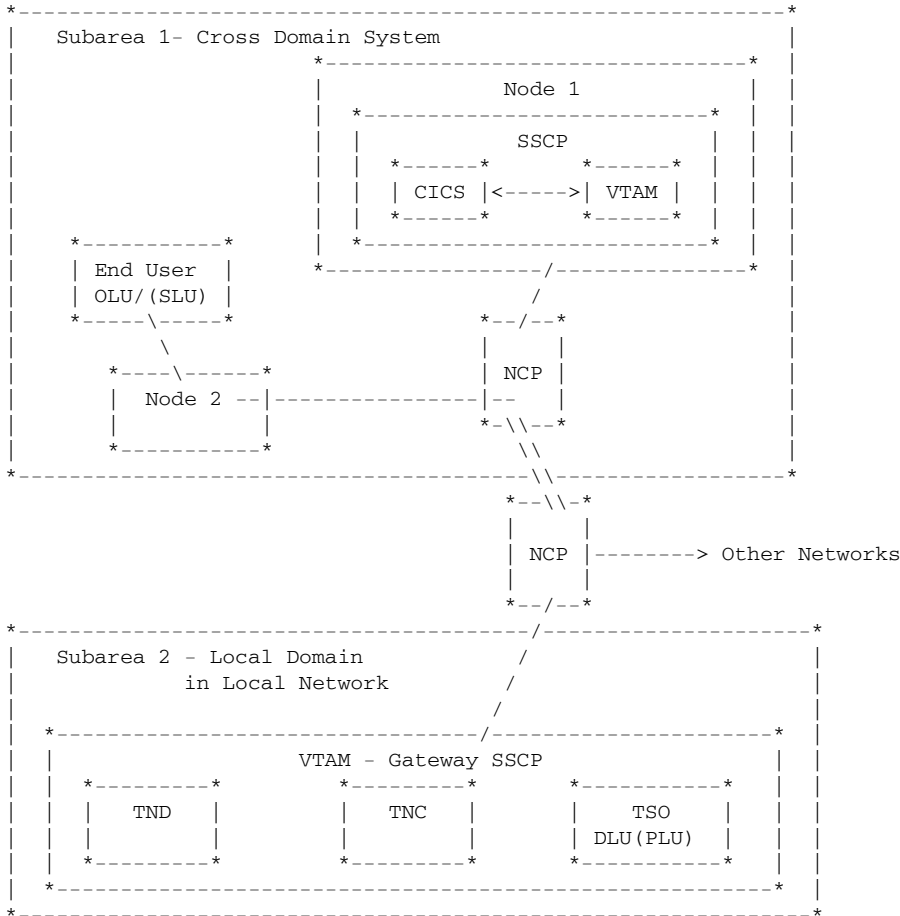 Subarea 1- Cross Domain System
Node 1
SSCP
CICS <-----> VTAM
End User
OLU/(SLU)
NCP
Node 2
NCP --------> Other Networks
Subarea 2 - Local Domain
in Local Network
VTAM - Gateway SSCP
TND TNC TSO
DLU(PLU)